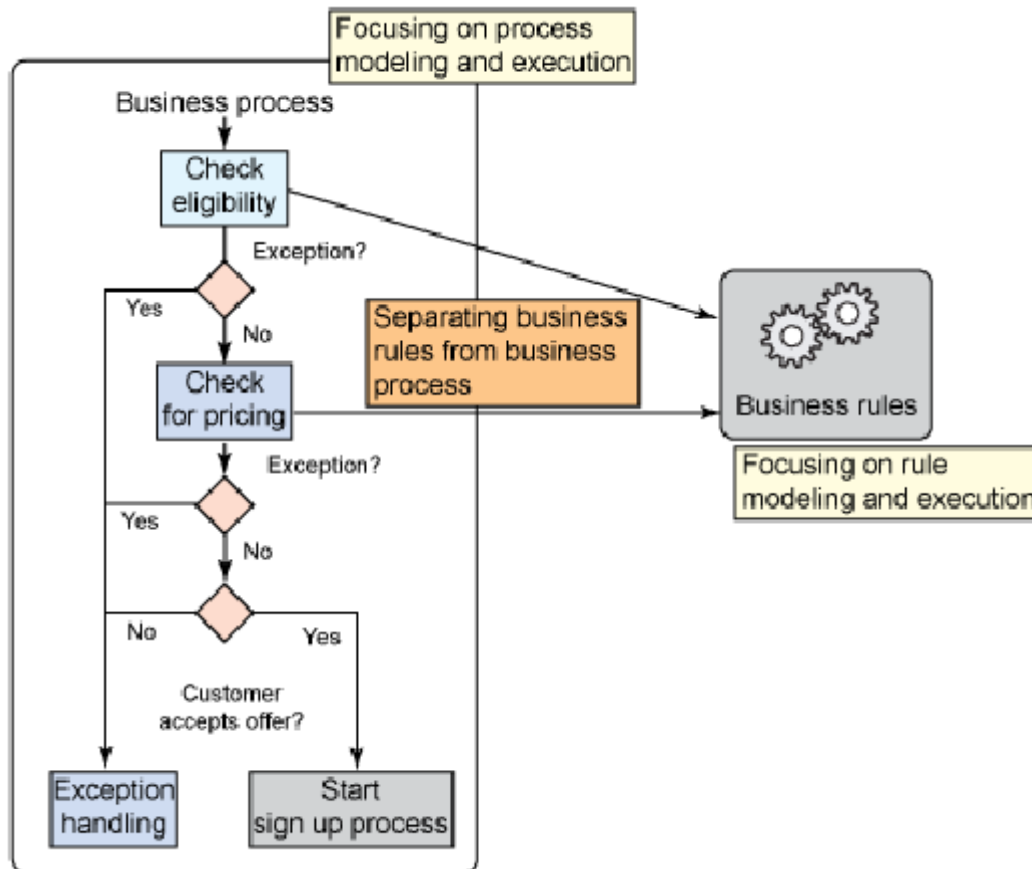 Focusing on process
modeling and execution
Business process
Check
eligibility
Exception?
Yes
No
Separating business
rules from business
process
Business rules
Check
for pricing
Focusing on rule
modeling and execution
Exception?
Yes
No
No
Yes
Customer
accepts offer?
Exception
handling
Start
sign up process